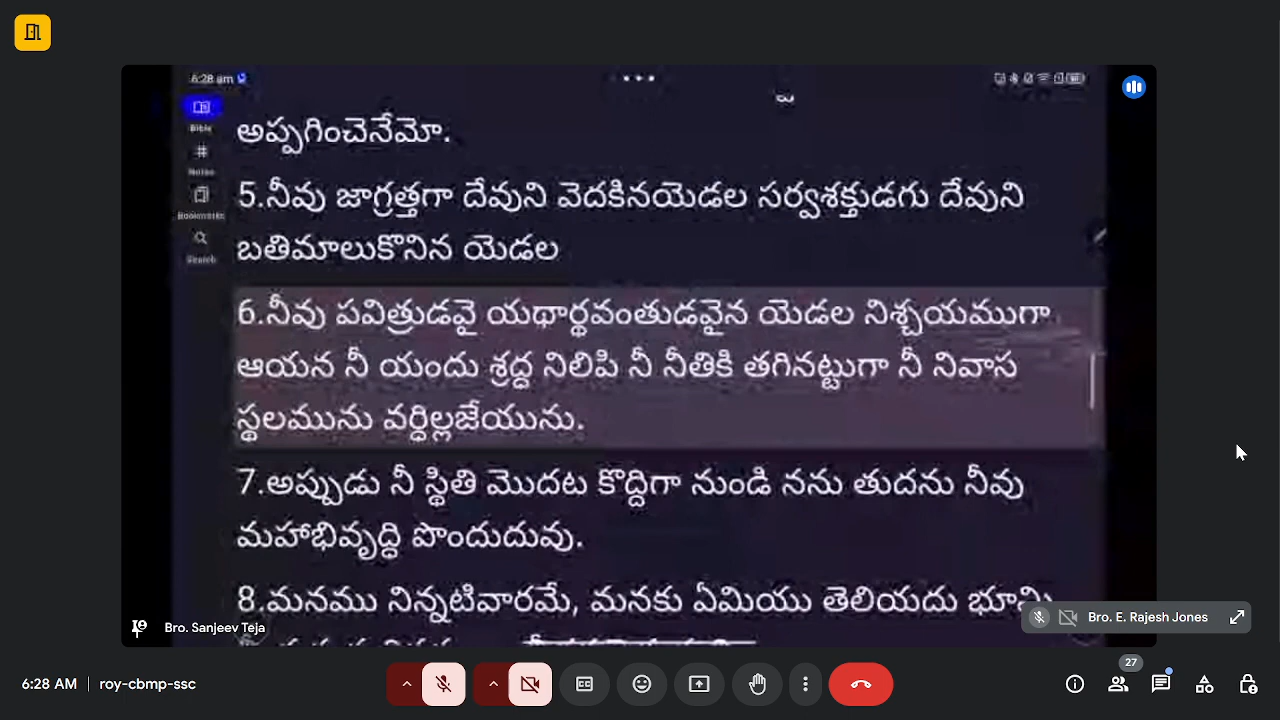 6:28 am
Bible
అప్పగించెనేమో.
Notes
5.నీవు జాగ్రత్తగా దేవుని వెదకినయెడల సర్వశక్తుడగు దేవుని
Bookmarks
బతిమాలుకొనిన యెడల
Search
6.నీవు పవిత్రుడవై యథార్థవంతుడవైన యెడల నిశ్చయముగా
ఆయన నీ యందు శ్రద్ధ నిలిపి నీ నీతికి తగినట్టుగా నీ నివాస
స్థలమును వర్ధిల్లజేయును.
7.అప్పుడు నీ స్థితి మొదట కొద్దిగా నుండి నను తుదను నీవు
మహాభివృద్ధి పొందుదువు.
8.మనము నిన్నటివారమే, మనకు ఏమియు తెలియదు భూమి
Bro. E. Rajesh Jones
Bro. Sanjeev Teja
27
6:28 AM | roy-cbmp-ssc